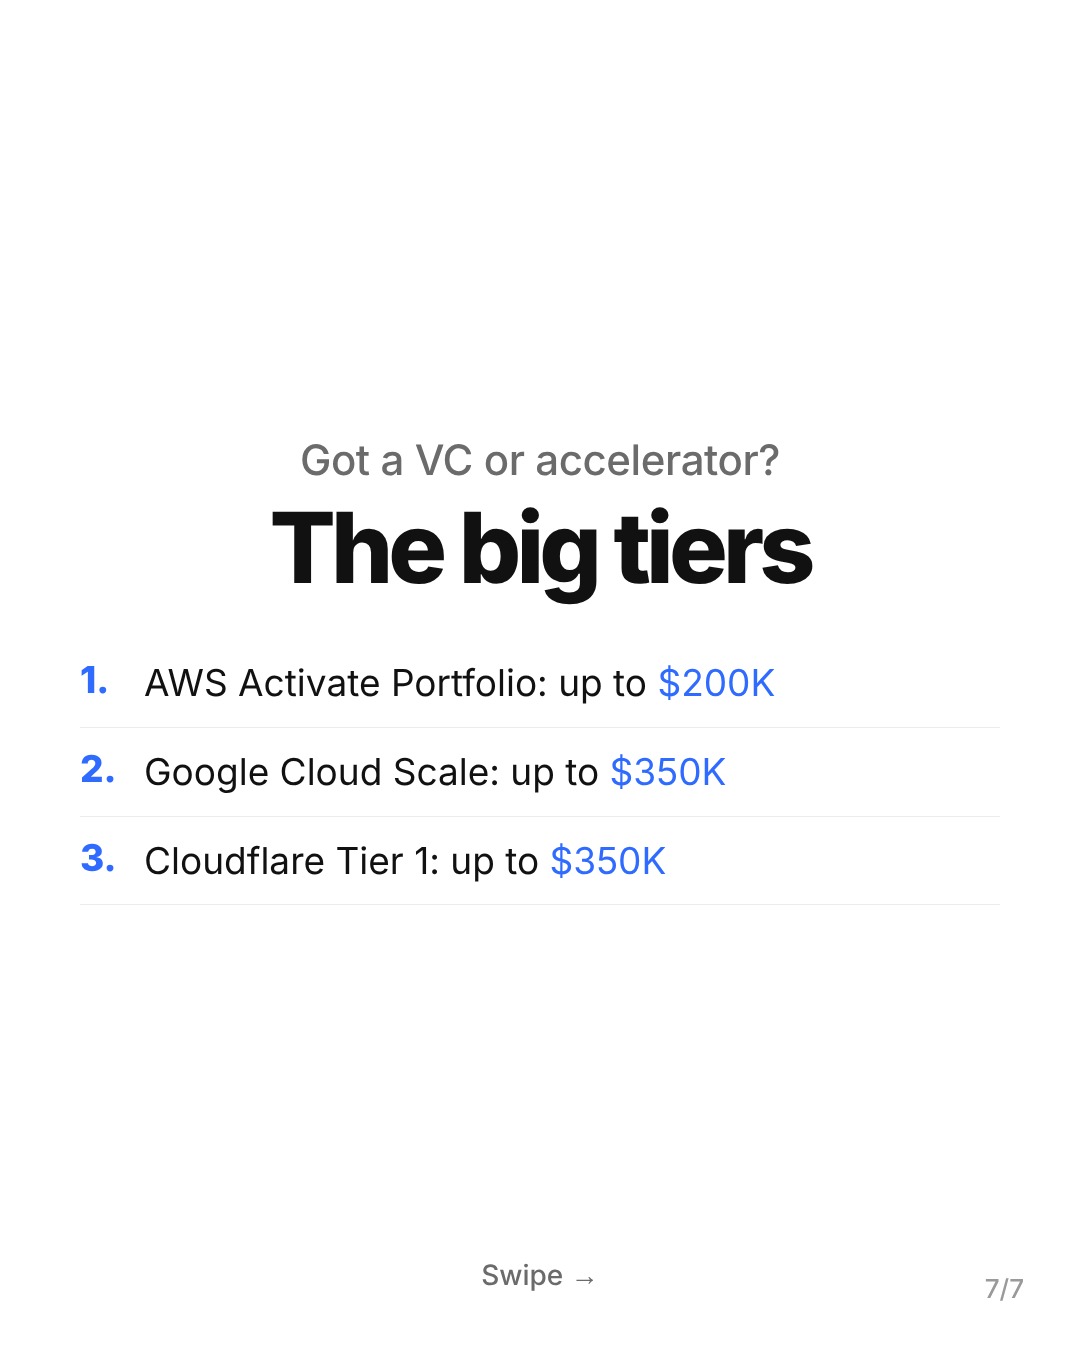 Got a VC or accelerator?
The big tiers
1. AWS Activate Portfolio: up to $200K
2. Google Cloud Scale: up to $350K
3. Cloudflare Tier 1: up to $350K
Swipe →
7/7